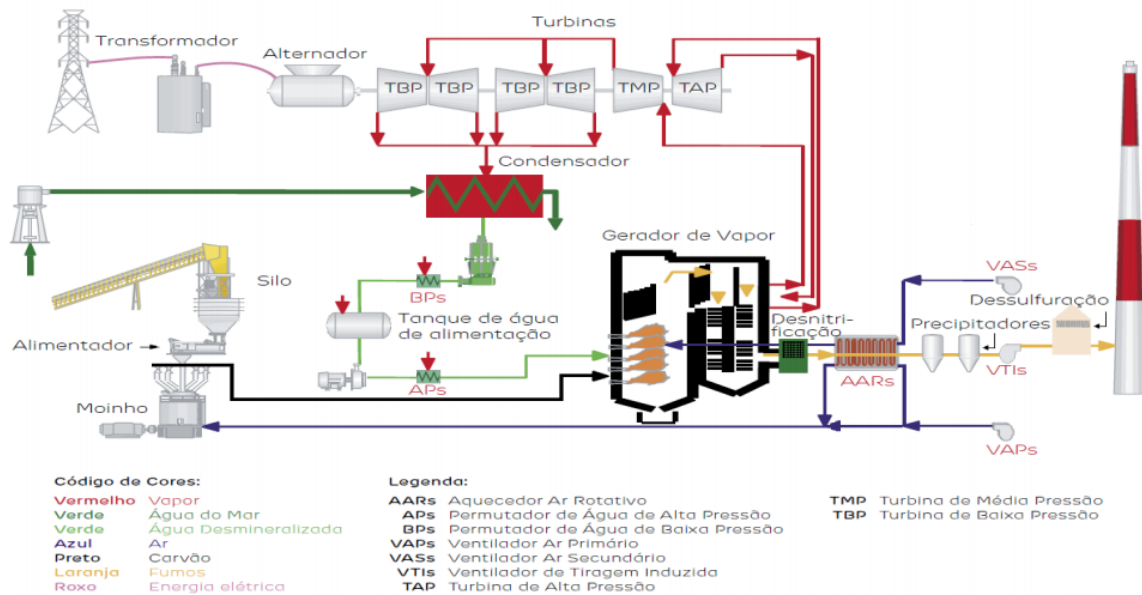 Turbinas
Transformador
Alternador
TBP TBP TBP TBP TMP TAP
Condensador
Gerador de Vapor
VASs
Silo
BPs
Dessulfuração
Tanque de água
de alimentação
Desnitri-
ficação
Precipitadores
Alimentador
AARs
VTIs
APs
Moinho
VAPs
Código de Cores:
Vermelho Vapor
Verde Água do Mar
Verde Água Desmineralizada
Azul Ar
Preto Carvão
Laranja Fumos
Roxo Energia elétrica
Legenda:
AARs Aquecedor Ar Rotativo
APs Permutador de Água de Alta Pressão
BPs Permutador de Água de Baixa Pressão
VAPs Ventilador Ar Primário
VASs Ventilador Ar Secundário
VTIs Ventilador de Tiragem Induzida
TAP Turbina de Alta Pressão
TMP Turbina de Média Pressão
TBP Turbina de Baixa Pressão